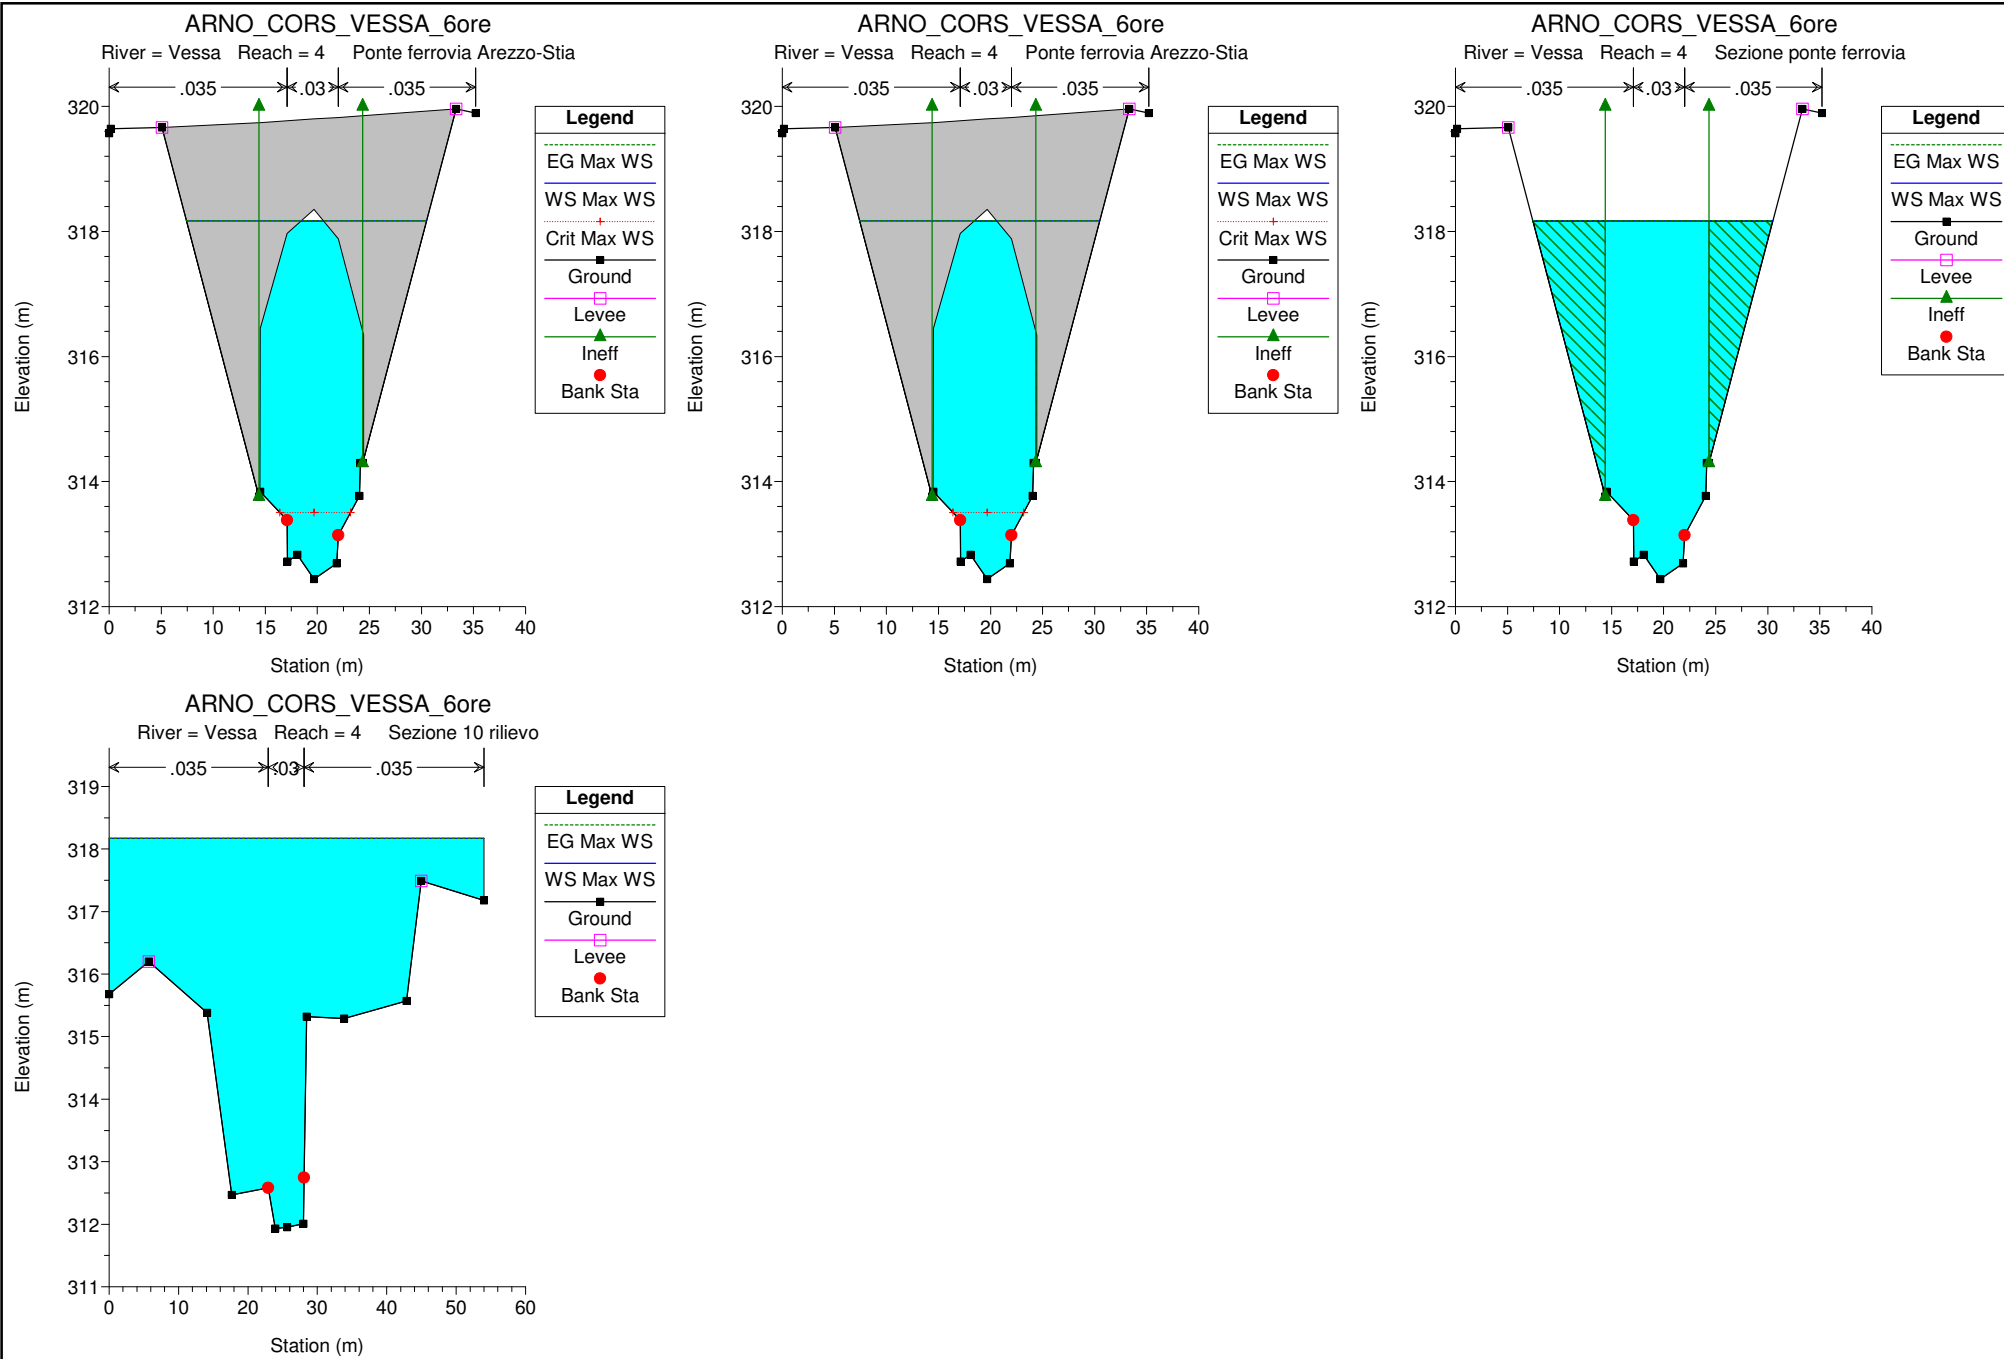 ARNO_CORS_VESSA_6ore
River = Vessa Reach = 4 Ponte ferrovia Arezzo-Stia
.035 .03 .035
320
318
316
314
312
0 5 10 15 20 25 30 35 40
Station (m)
Elevation (m)
Legend
EG Max WS
WS Max WS
Crit Max WS
Ground
Levee
Ineff
Bank Sta
ARNO_CORS_VESSA_6ore
River = Vessa Reach = 4 Ponte ferrovia Arezzo-Stia
.035 .03 .035
320
318
316
314
312
0 5 10 15 20 25 30 35 40
Station (m)
Elevation (m)
Legend
EG Max WS
WS Max WS
Crit Max WS
Ground
Levee
Ineff
Bank Sta
ARNO_CORS_VESSA_6ore
River = Vessa Reach = 4 Sezione ponte ferrovia
.035 .03 .035
320
318
316
314
312
0 5 10 15 20 25 30 35 40
Station (m)
Elevation (m)
Legend
EG Max WS
WS Max WS
Ground
Levee
Ineff
Bank Sta
ARNO_CORS_VESSA_6ore
River = Vessa Reach = 4 Sezione 10 rilievo
.035 .03 .035
319
318
317
316
315
314
313
312
311
0 10 20 30 40 50 60
Station (m)
Elevation (m)
Legend
EG Max WS
WS Max WS
Ground
Levee
Bank Sta